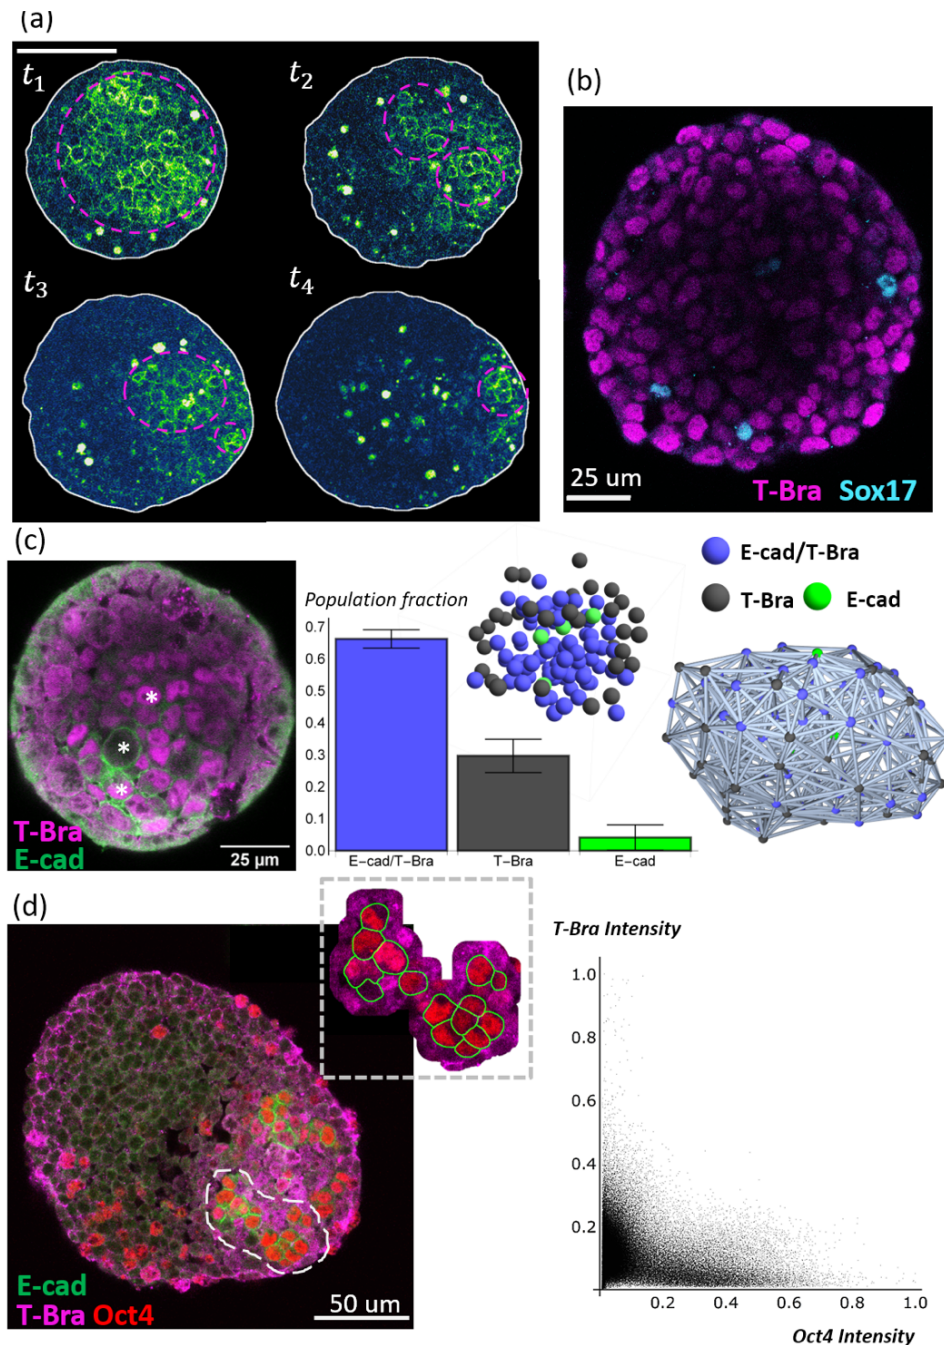 (a)
t₁
t₂
t₃
t₄
(b)
25 um
T-Bra Sox17
(c)
* 
*
*
T-Bra
E-cad
25 µm
Population fraction
0.7
0.6
0.5
0.4
0.3
0.2
0.1
0.0
E-cad/T-Bra
T-Bra
E-cad
E-cad/T-Bra
T-Bra
E-cad
(d)
E-cad
T-Bra Oct4
50 um
T-Bra Intensity
1.0
0.8
0.6
0.4
0.2
0.2
0.4
0.6
0.8
1.0
Oct4 Intensity